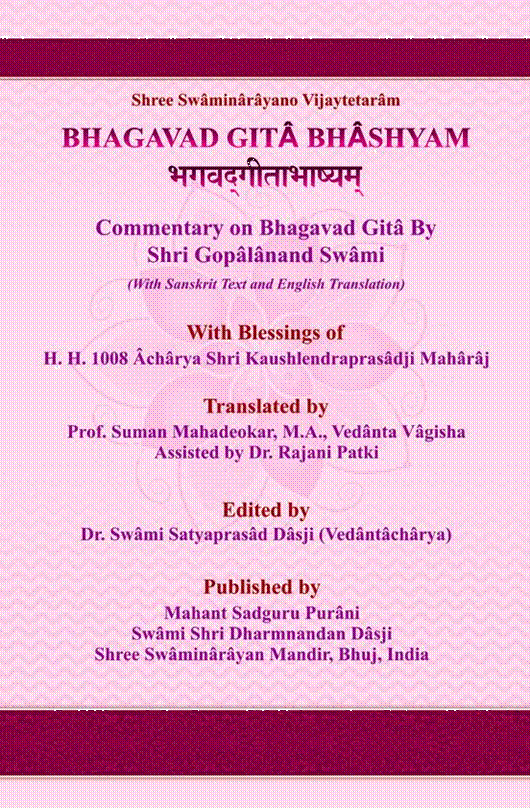 Shree Swâminârâyano Vijaytetarâm
BHAGAVAD GITÂ BHÂSHYAM
भगवद्‌गीताभाष्यम्
Commentary on Bhagavad Gitâ By
Shri Gopâlânand Swâmi
(With Sanskrit Text and English Translation)
With Blessings of
H. H. 1008 Âchârya Shri Kaushlendraprasâdji Mahârâj
Translated by
Prof. Suman Mahadeokar, M.A., Vedânta Vâgisha
Assisted by Dr. Rajani Patki
Edited by
Dr. Swâmi Satyaprasâd Dâsji (Vedântâchârya)
Published by
Mahant Sadguru Purâni
Swâmi Shri Dharmnandan Dâsji
Shree Swâminârâyan Mandir, Bhuj, India